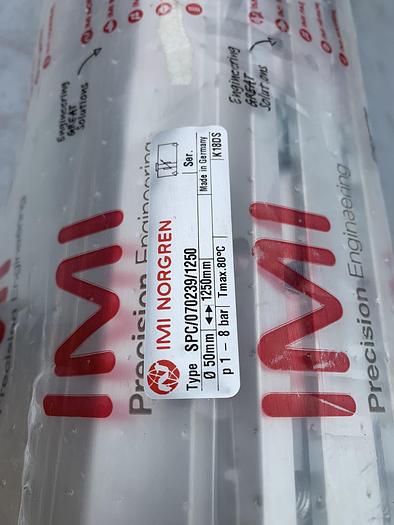 Engineering
GREAT
Solutions
Engineering
GREAT
Solutions
IMI
Precision Engineering
IMI NORGREN
Type SPC/070239/1250
Ser.
Ø 50mm ↔ 1250mm
Made in Germany
p 1 – 8 bar Tmax.80°C
K18DS
IMI
Precision Engineering